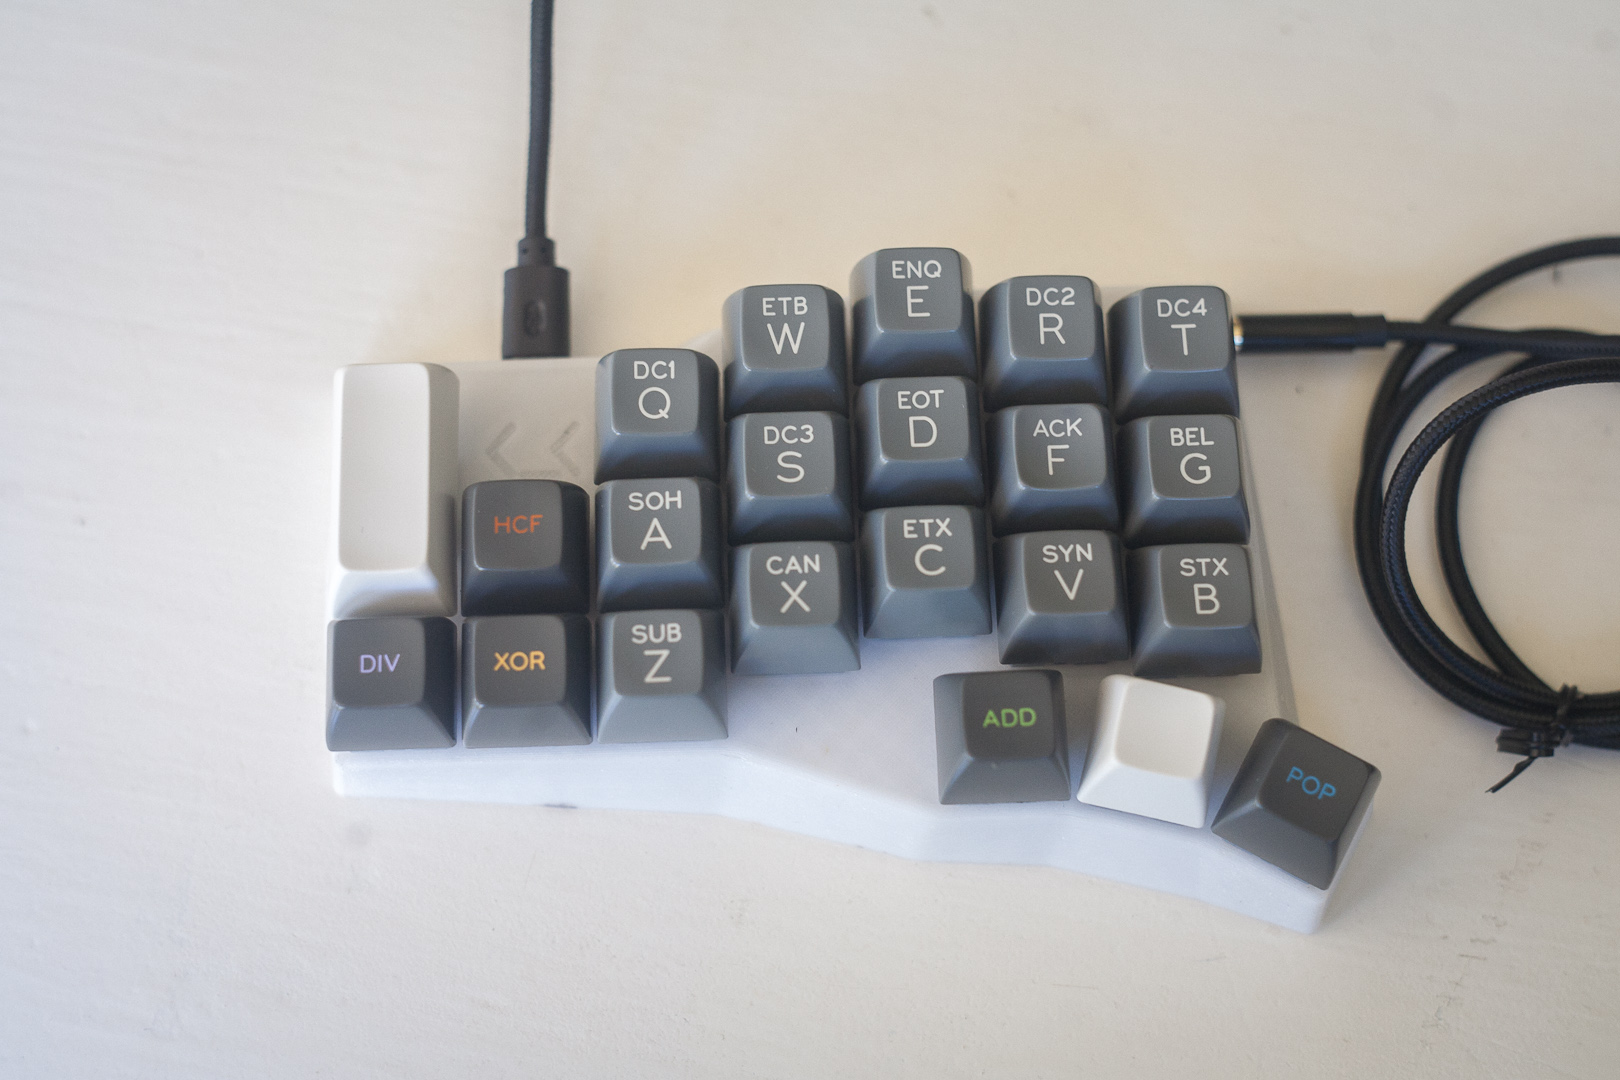 DC1
Q
ETB
W
ENQ
E
DC2
R
DC4
T
HCF
SOH
A
DC3
S
EOT
D
ACK
F
BEL
G
DIV
XOR
SUB
Z
CAN
X
ETX
C
SYN
V
STX
B
ADD
POP